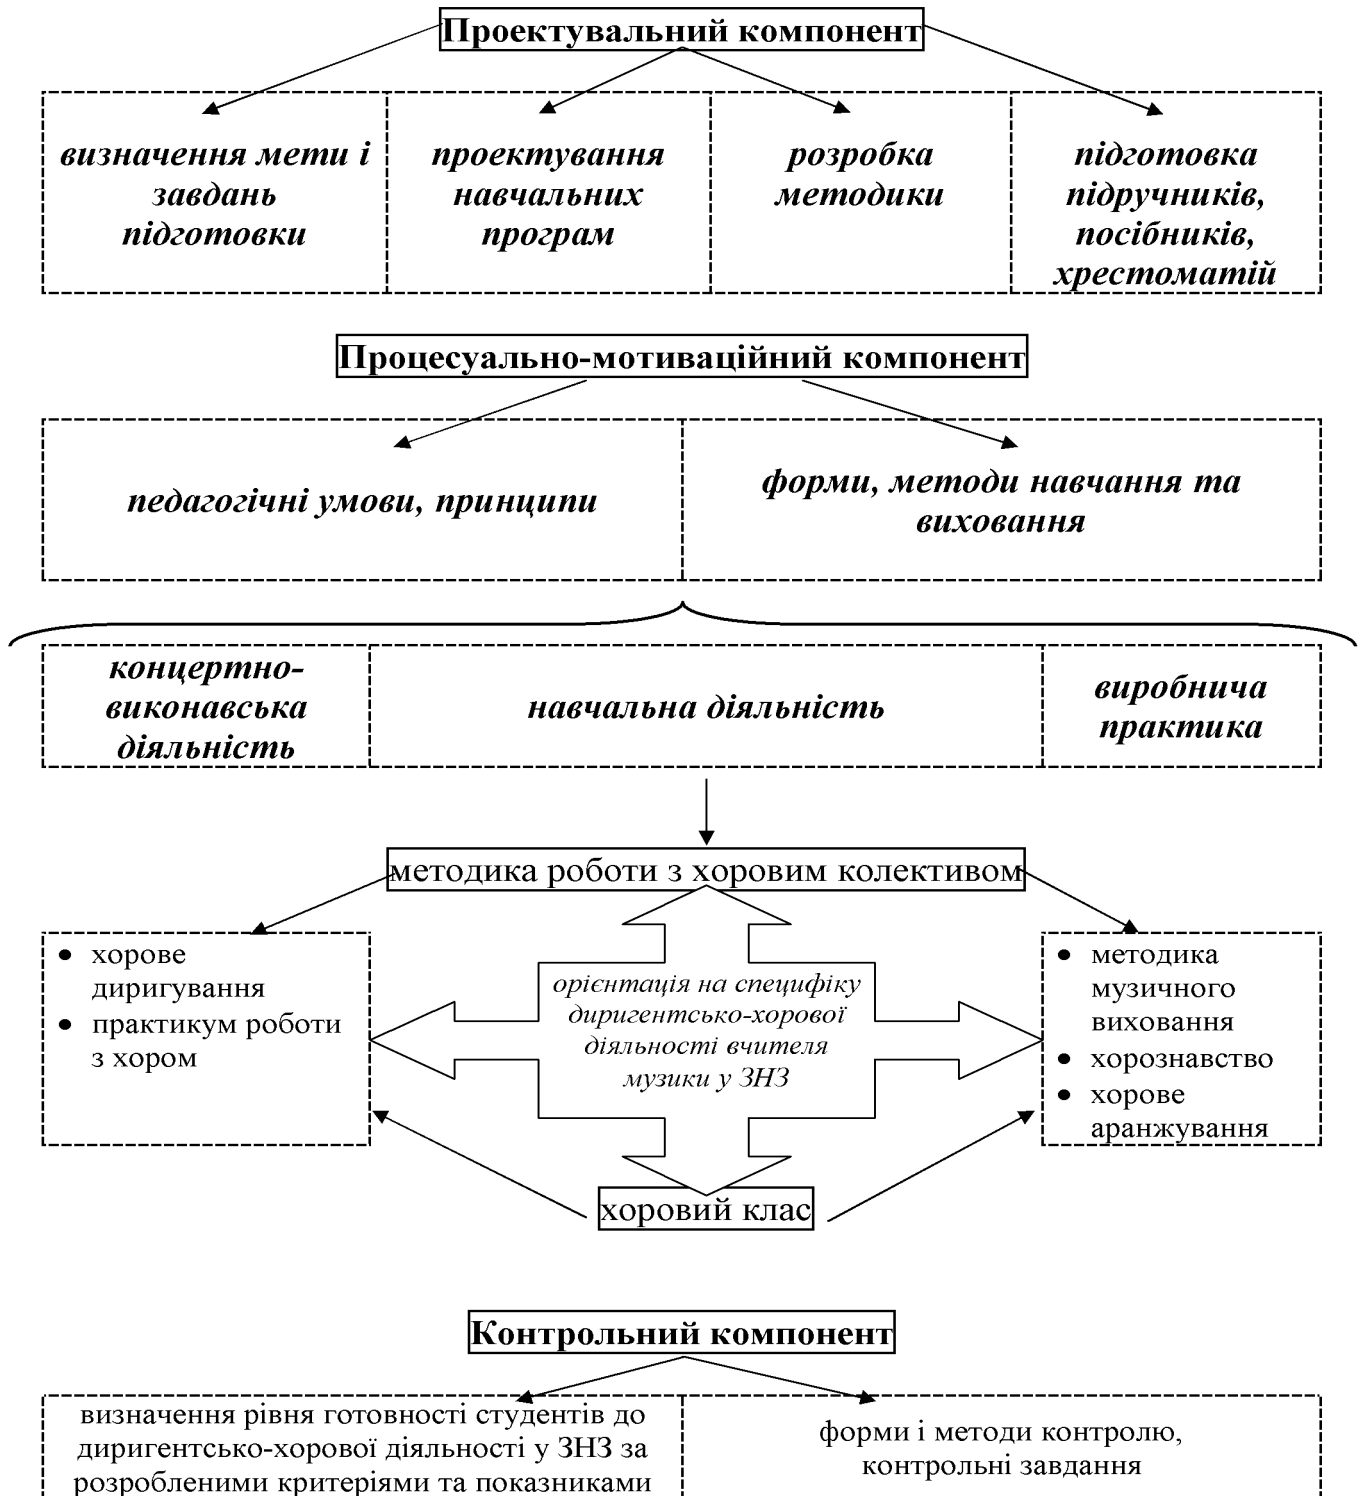 Проектувальний компонент
визначення мети і
завдань
підготовки
проектування
навчальних
програм
розробка
методики
підготовка
підручників,
посібників,
хрестоматій
Процесуально-мотиваційний компонент
педагогічні умови, принципи
форми, методи навчання та
виховання
концертно-
виконавська
діяльність
навчальна діяльність
виробнича
практика
методика роботи з хоровим колективом
• хорове
диригування
• практикум роботи
з хором
орієнтація на специфіку
диригентсько-хорової
діяльності вчителя
музики у ЗНЗ
• методика
музичного
виховання
• хорознавство
• хорове
аранжування
хоровий клас
Контрольний компонент
визначення рівня готовності студентів до
диригентсько-хорової діяльності у ЗНЗ за
розробленими критеріями та показниками
форми і методи контролю,
контрольні завдання